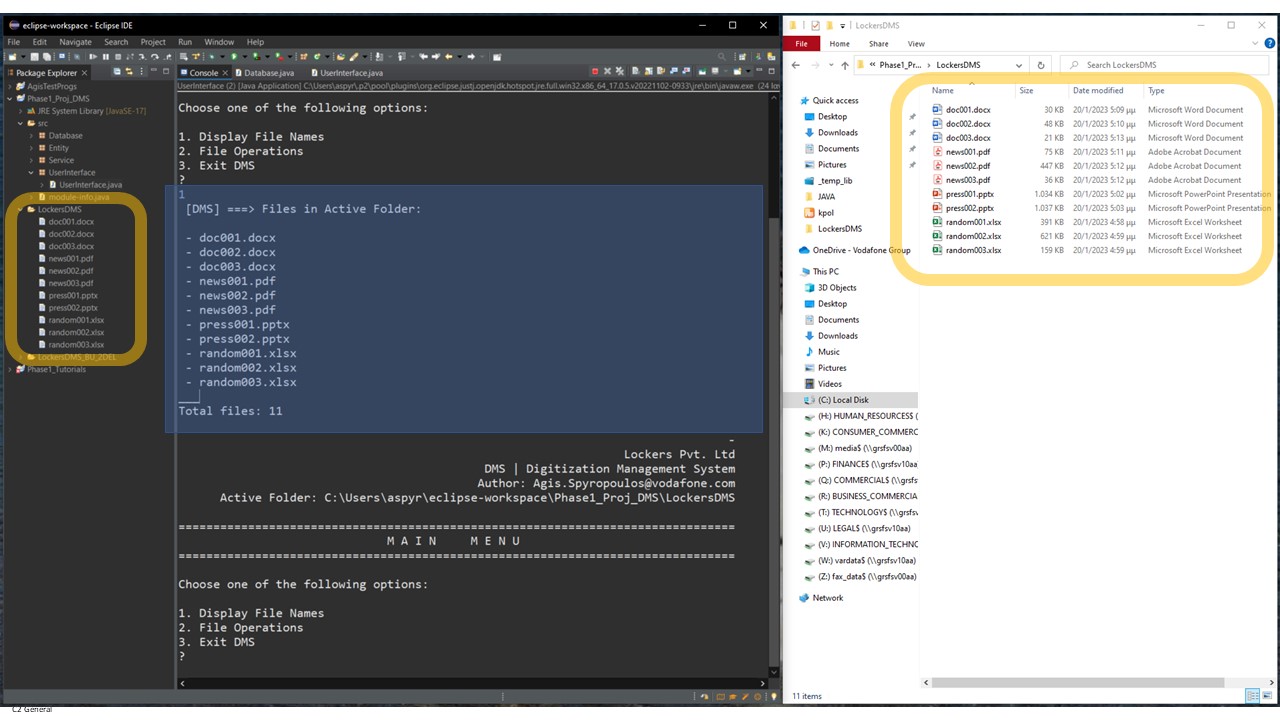 eclipse-workspace - Eclipse IDE
File Edit Navigate Search Project Run Window Help
Package Explorer
AgisTestProgs
Phase1_Proj_DMS
JRE System Library [JavaSE-17]
src
Database
Entity
Service
UserInterface
UserInterface.java
module-info.java
LockersDMS
doc001.docx
doc002.docx
doc003.docx
news001.pdf
news002.pdf
news003.pdf
press001.pptx
press002.pptx
random001.xlsx
random002.xlsx
random003.xlsx
LockersDMS_BU_2DEL
Phase1_Tutorials
Console Database.java UserInterface.java
UserInterface (2) [Java Application] C:\Users\aspyr\.p2\pool\plugins\org.eclipse.justj.openjdk.hotspot.jre.full.win32.x86_64_17.0.5.v20221102-0933\jre\bin\javaw.exe (24 Ιαν
Choose one of the following options:
1. Display File Names
2. File Operations
3. Exit DMS
?
1
[DMS] ===> Files in Active Folder:
- doc001.docx
- doc002.docx
- doc003.docx
- news001.pdf
- news002.pdf
- news003.pdf
- press001.pptx
- press002.pptx
- random001.xlsx
- random002.xlsx
- random003.xlsx
___
Total files: 11
-
Lockers Pvt. Ltd
DMS | Digitization Management System
Author: Agis.Spyropoulos@vodafone.com
Active Folder: C:\Users\aspyr\eclipse-workspace\Phase1_Proj_DMS\LockersDMS
================================================================================
M A I N     M E N U
================================================================================
Choose one of the following options:
1. Display File Names
2. File Operations
3. Exit DMS
?
LockersDMS
File Home Share View
« Phase1_Pr... › LockersDMS Search LockersDMS
Quick access
Desktop
Downloads
Documents
Pictures
_temp_lib
JAVA
kpol
LockersDMS
OneDrive - Vodafone Group
This PC
3D Objects
Desktop
Documents
Downloads
Music
Pictures
Videos
(C:) Local Disk
(H:) HUMAN_RESOURCES$ (
(K:) CONSUMER_COMMERC
(M:) media$ (\\grsfsv00aa)
(P:) FINANCE$ (\\grsfsv10aa)
(Q:) COMMERCIAL$ (\\grsfsv
(R:) BUSINESS_COMMERCIA
(T:) TECHNOLOGY$ (\\grsfsv
(U:) LEGAL$ (\\grsfsv10aa)
(V:) INFORMATION_TECHNO
(W:) vardata$ (\\grsfsv10aa)
(Z:) fax_data$ (\\grsfsv00aa)
Network
Name Size Date modified Type
doc001.docx 30 KB 20/1/2023 5:09 μμ Microsoft Word Document
doc002.docx 48 KB 20/1/2023 5:10 μμ Microsoft Word Document
doc003.docx 21 KB 20/1/2023 5:13 μμ Microsoft Word Document
news001.pdf 75 KB 20/1/2023 5:11 μμ Adobe Acrobat Document
news002.pdf 447 KB 20/1/2023 5:12 μμ Adobe Acrobat Document
news003.pdf 36 KB 20/1/2023 5:12 μμ Adobe Acrobat Document
press001.pptx 1.034 KB 20/1/2023 5:02 μμ Microsoft PowerPoint Presentation
press002.pptx 1.037 KB 20/1/2023 5:03 μμ Microsoft PowerPoint Presentation
random001.xlsx 391 KB 20/1/2023 4:58 μμ Microsoft Excel Worksheet
random002.xlsx 621 KB 20/1/2023 4:59 μμ Microsoft Excel Worksheet
random003.xlsx 159 KB 20/1/2023 4:59 μμ Microsoft Excel Worksheet
11 items
C2 General